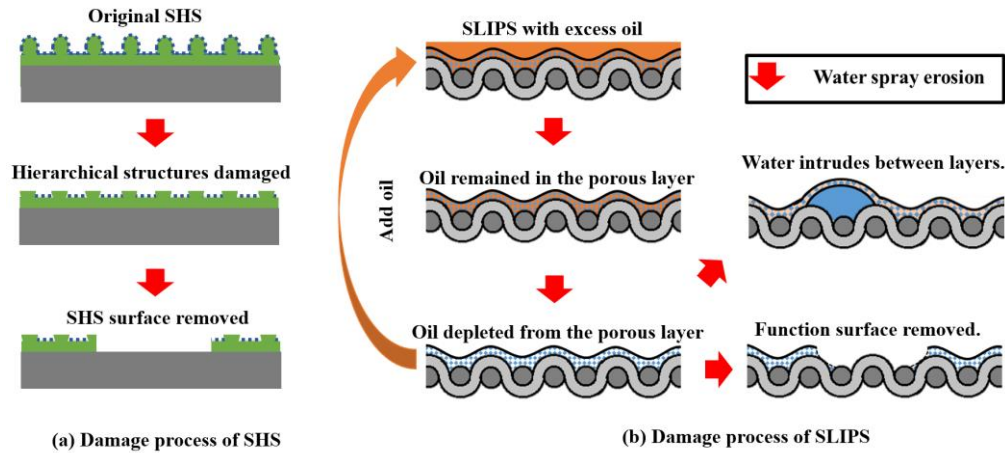 Original SHS
Hierarchical structures damaged
SHS surface removed
(a) Damage process of SHS
SLIPS with excess oil
Add oil
Oil remained in the porous layer
Oil depleted from the porous layer
Water spray erosion
Water intrudes between layers.
Function surface removed.
(b) Damage process of SLIPS